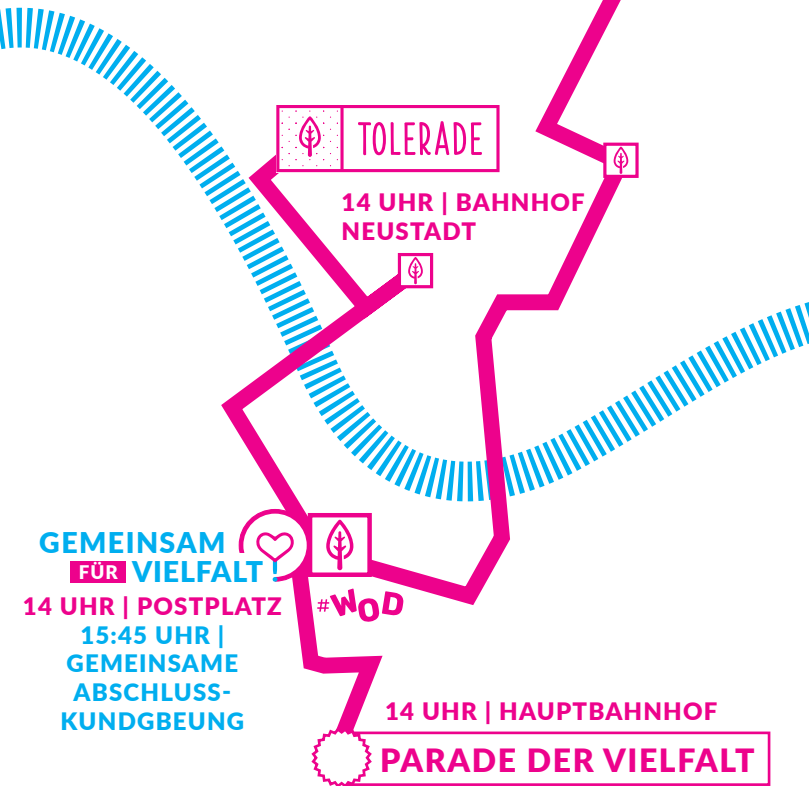 TOLERADE
14 UHR | BAHNHOF
NEUSTADT
GEMEINSAM
FÜR VIELFALT !
14 UHR | POSTPLATZ
15:45 UHR |
GEMEINSAME
ABSCHLUSS-
KUNDGBEUNG
#WOD
14 UHR | HAUPTBAHNHOF
PARADE DER VIELFALT